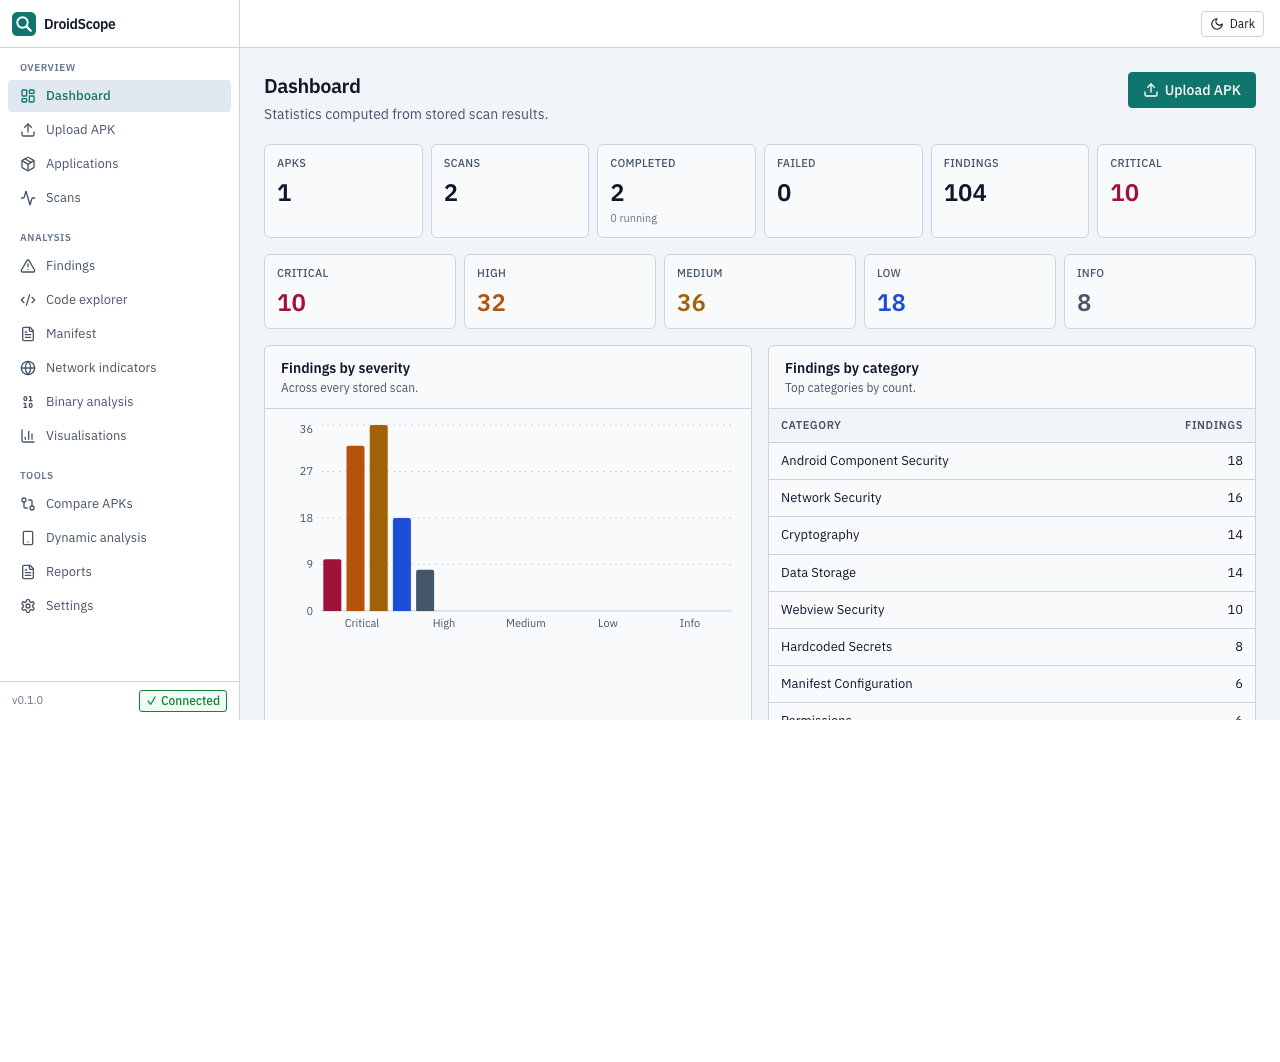 DroidScope
Dark
OVERVIEW
Dashboard
Upload APK
Applications
Scans
ANALYSIS
Findings
Code explorer
Manifest
Network indicators
Binary analysis
Visualisations
TOOLS
Compare APKs
Dynamic analysis
Reports
Settings
v0.1.0
Connected
Dashboard
Statistics computed from stored scan results.
Upload APK
APKS
1
SCANS
2
COMPLETED
2
0 running
FAILED
0
FINDINGS
104
CRITICAL
10
CRITICAL
10
HIGH
32
MEDIUM
36
LOW
18
INFO
8
Findings by severity
Across every stored scan.
36
27
18
9
0
Critical High Medium Low Info
Findings by category
Top categories by count.
CATEGORY FINDINGS
Android Component Security 18
Network Security 16
Cryptography 14
Data Storage 14
Webview Security 10
Hardcoded Secrets 8
Manifest Configuration 6
Permissions 6